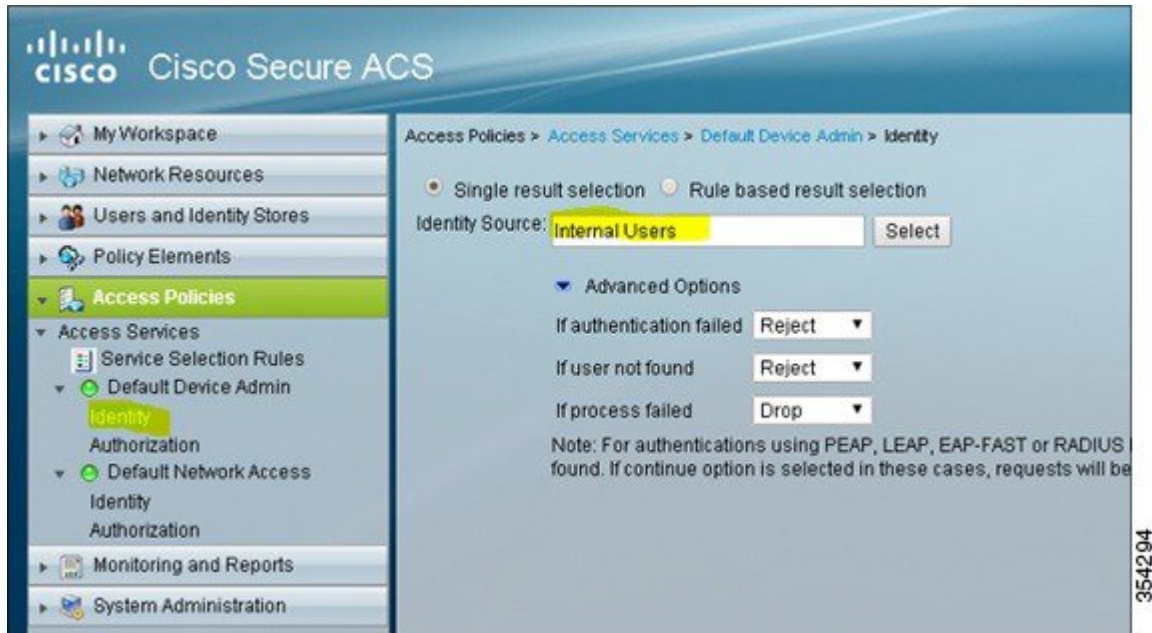 CISCO Cisco Secure ACS
My Workspace
Network Resources
Users and Identity Stores
Policy Elements
Access Policies
Access Services
Service Selection Rules
Default Device Admin
Identity
Authorization
Default Network Access
Identity
Authorization
Monitoring and Reports
System Administration
Access Policies > Access Services > Default Device Admin > Identity
Single result selection Rule based result selection
Identity Source: Internal Users Select
Advanced Options
If authentication failed Reject
If user not found Reject
If process failed Drop
Note: For authentications using PEAP, LEAP, EAP-FAST or RADIUS
found. If continue option is selected in these cases, requests will be
354294